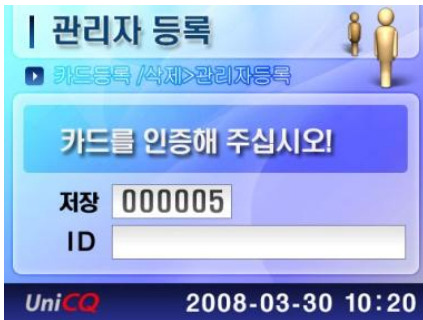 관리자 등록
카드등록 /삭제>관리자등록
카드를 인증해 주십시오!
저장 000005
ID
UniCQ 2008-03-30 10:20